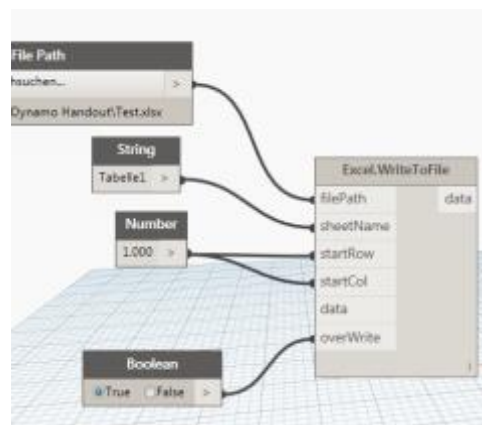 File Path
hsuchen...
>
Dynamo Handout\Test.xlsx
String
Tabelle1 >
Number
1.000 >
Excel.WriteToFile
filePath data
sheetName
startRow
startCol
data
overWrite
Boolean
True False >